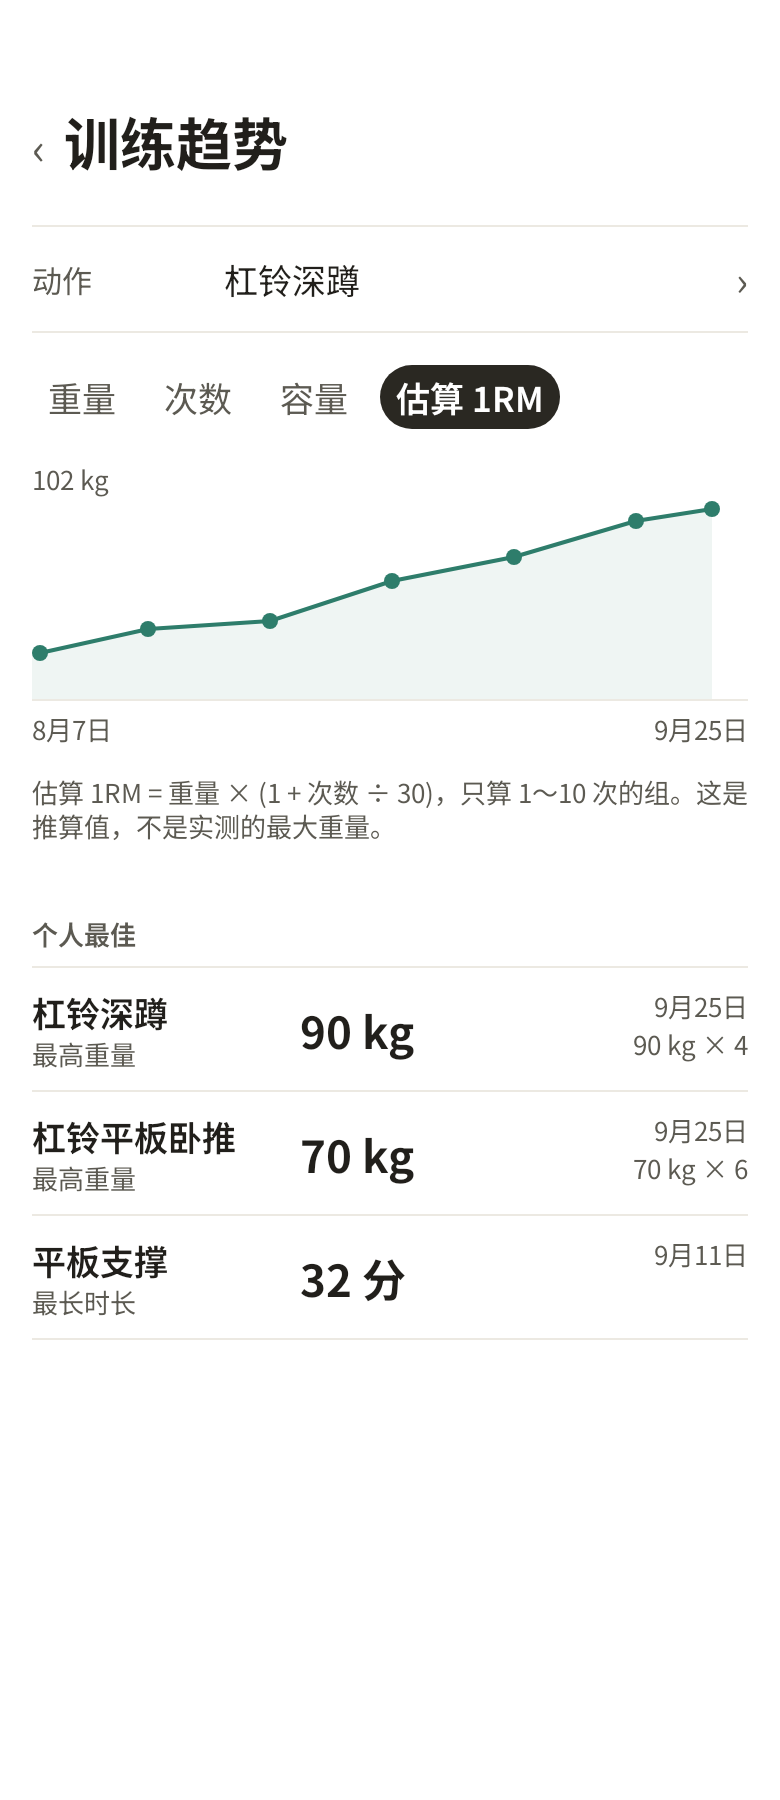 ‹ 训练趋势
动作 杠铃深蹲 ›
重量 次数 容量 估算 1RM
102 kg
8月7日 9月25日
估算 1RM = 重量 × (1 + 次数 ÷ 30)，只算 1～10 次的组。这是
推算值，不是实测的最大重量。
个人最佳
杠铃深蹲
最高重量
90 kg
9月25日
90 kg × 4
杠铃平板卧推
最高重量
70 kg
9月25日
70 kg × 6
平板支撑
最长时长
32 分
9月11日